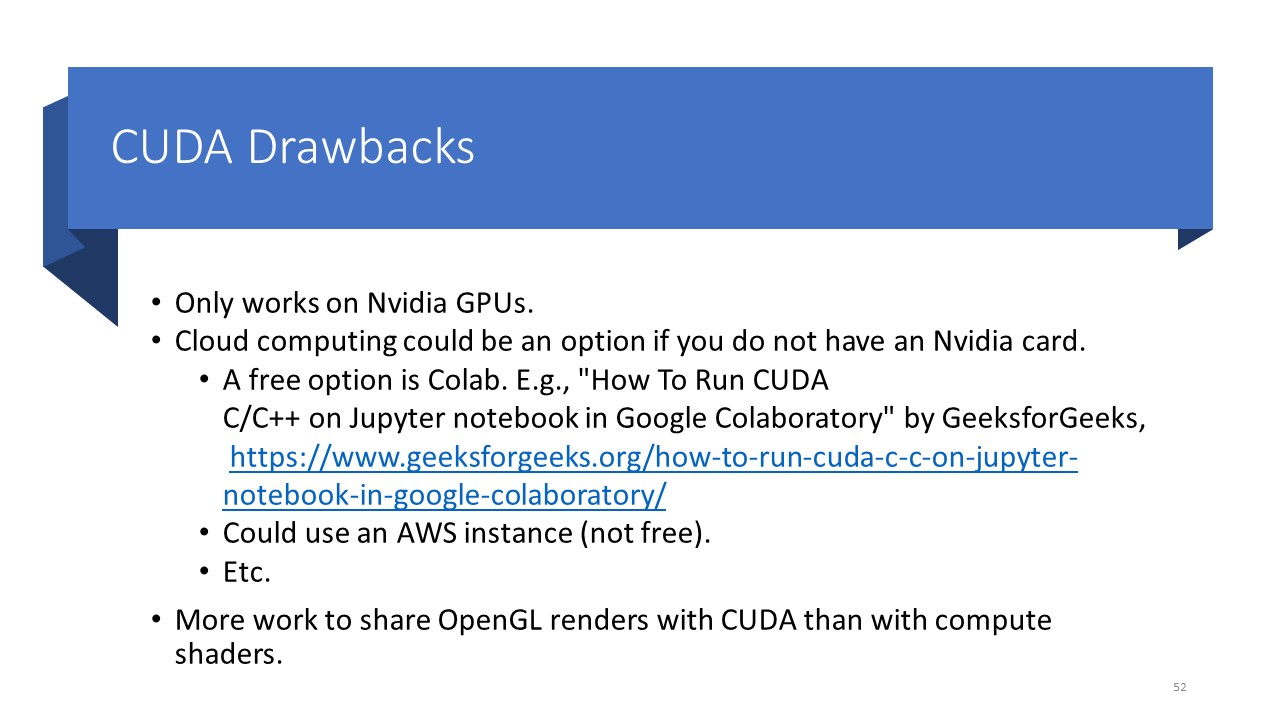 CUDA Drawbacks
• Only works on Nvidia GPUs.
• Cloud computing could be an option if you do not have an Nvidia card.
• A free option is Colab. E.g., "How To Run CUDA
C/C++ on Jupyter notebook in Google Colaboratory" by GeeksforGeeks,
https://www.geeksforgeeks.org/how-to-run-cuda-c-c-on-jupyter-
notebook-in-google-colaboratory/
• Could use an AWS instance (not free).
• Etc.
• More work to share OpenGL renders with CUDA than with compute
shaders.
52